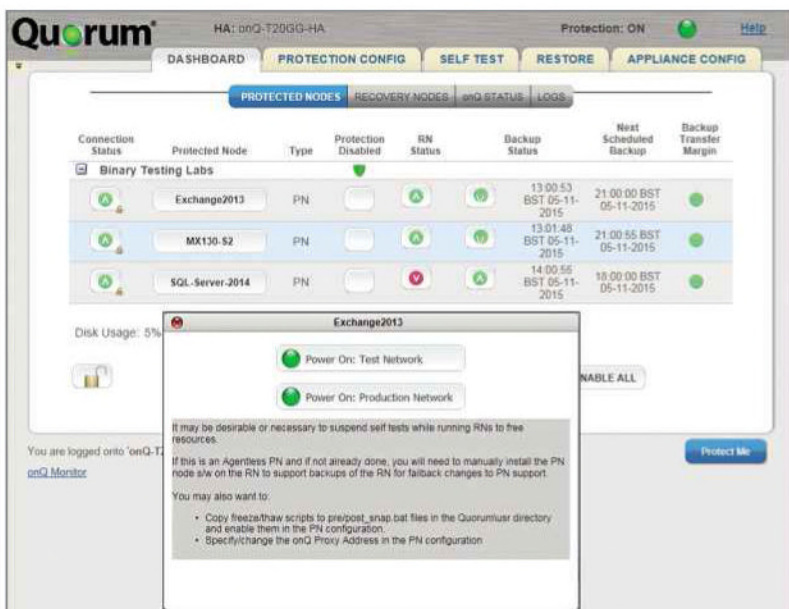 Quorum®
HA: onQ-T20GG-HA
Protection: ON
Help
DASHBOARD
PROTECTION CONFIG
SELF TEST
RESTORE
APPLIANCE CONFIG
PROTECTED NODES
RECOVERY NODES
onQ STATUS
LOGS
Connection Status
Protected Node
Type
Protection Disabled
RN Status
Backup Status
Next Scheduled Backup
Backup Transfer Margin
Binary Testing Labs
Exchange2013 PN 13:00:53 BST 05-11-2015 21:00:00 BST 05-11-2015
MX130-S2 PN 13:01:48 BST 05-11-2015 21:00:55 BST 05-11-2015
SQL-Server-2014 PN 14:00:56 BST 05-11-2015 18:00:00 BST 05-11-2015
Disk Usage: 5%
Exchange2013
Power On: Test Network
Power On: Production Network
It may be desirable or necessary to suspend self tests while running RNs to free
resources.
If this is an Agentless PN and if not already done, you will need to manually install the PN
node s/w on the RN to support backups of the RN for failback changes to PN support.
You may also want to:
• Copy freeze/thaw scripts to pre/post_snap.bat files in the Quorum/usr directory
and enable them in the PN configuration.
• Specify/change the onQ Proxy Address in the PN configuration
NABLE ALL
You are logged onto 'onQ-T2
onQ Monitor
Protect Me